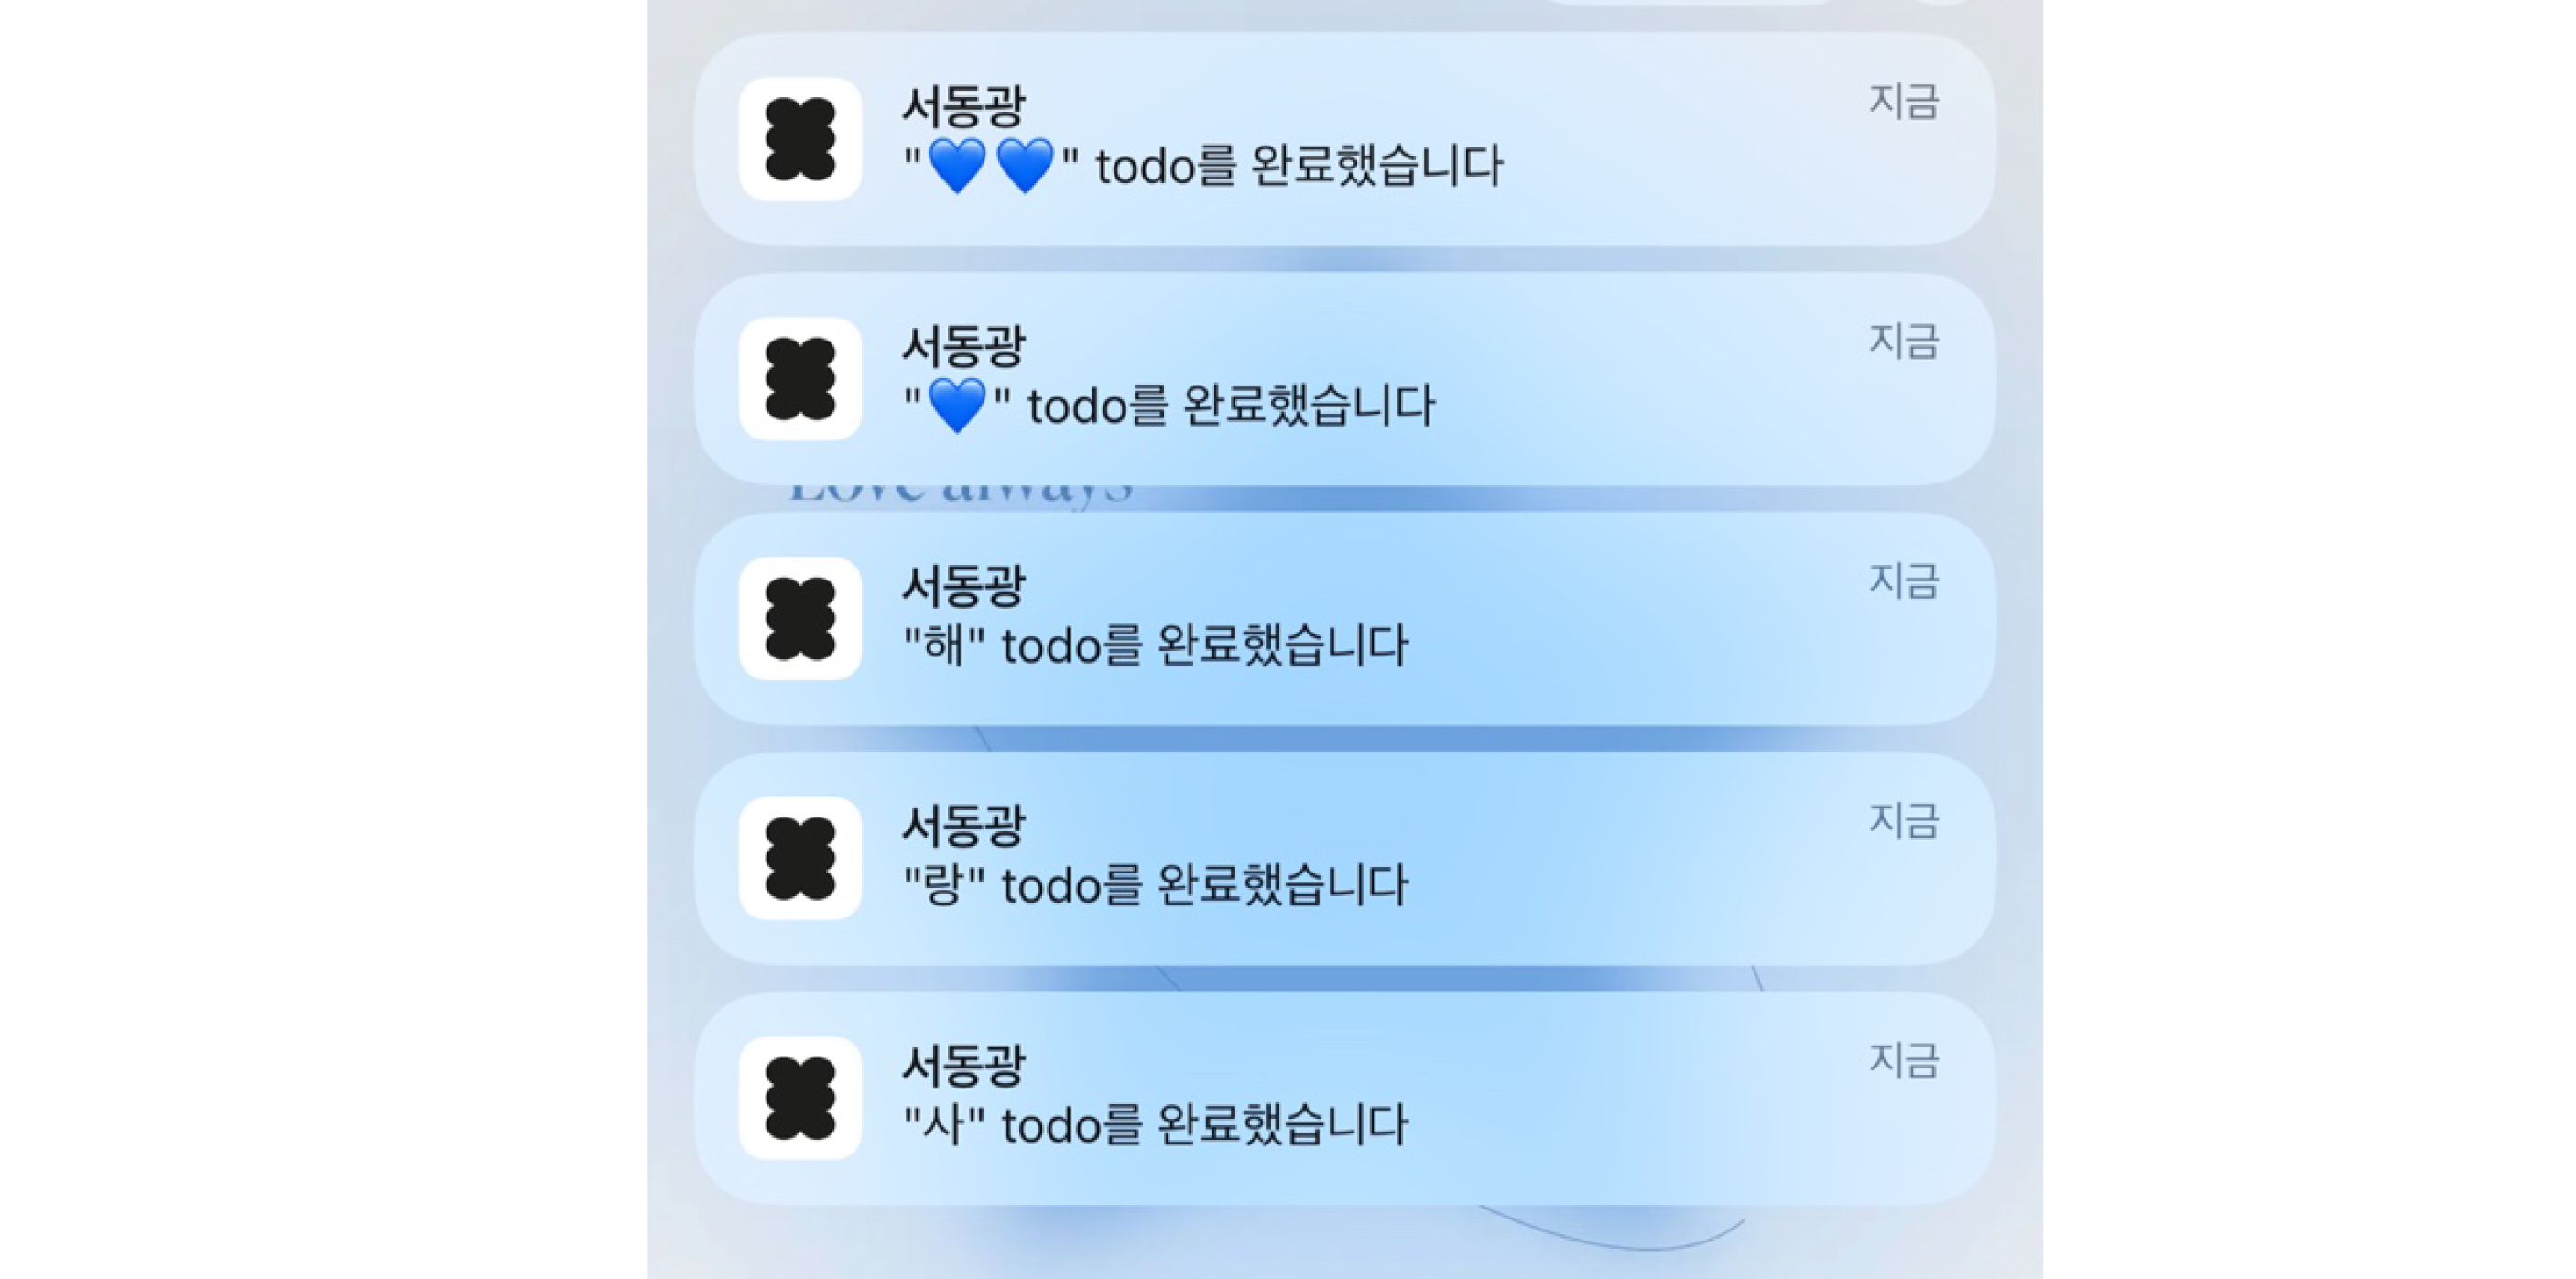 서동광
지금
"💙💙" todo를 완료했습니다
서동광
지금
"💙" todo를 완료했습니다
Love always
서동광
지금
"해" todo를 완료했습니다
서동광
지금
"랑" todo를 완료했습니다
서동광
지금
"사" todo를 완료했습니다